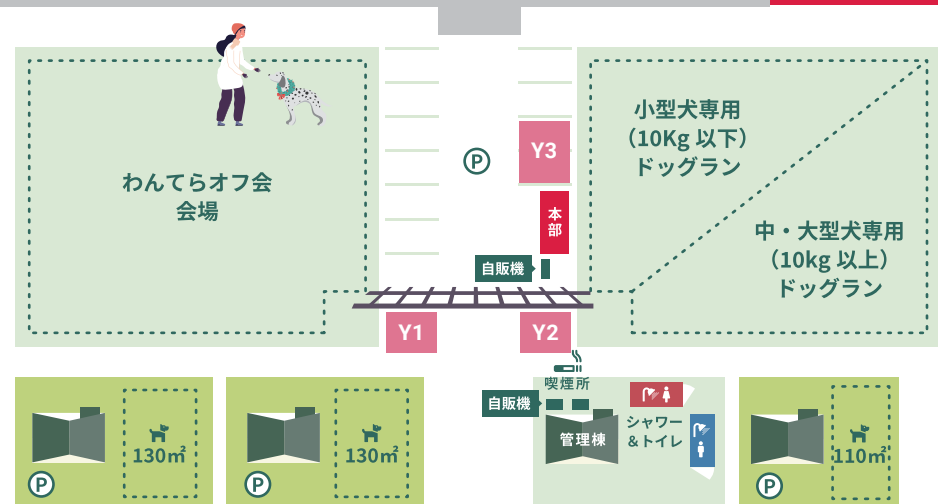 わんてらオフ会
会場
P
Y3
本部
自販機
小型犬専用
（10Kg 以下）
ドッグラン
中・大型犬専用
（10kg 以上）
ドッグラン
Y1
Y2
喫煙所
自販機
管理棟
シャワー
＆トイレ
130㎡
P
130㎡
P
110㎡
P